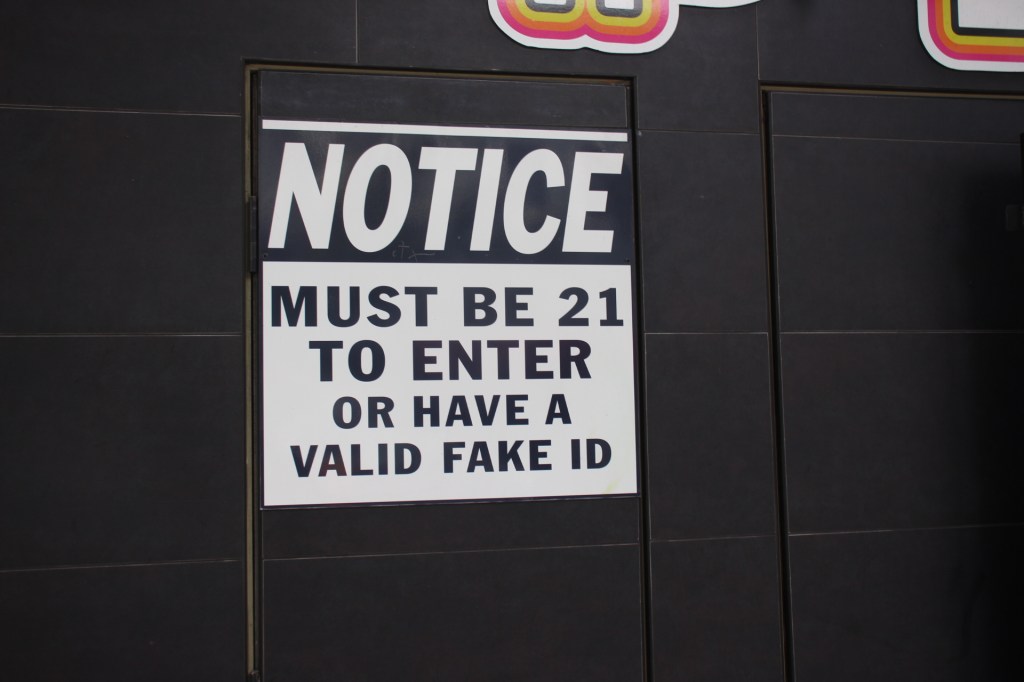 NOTICE
MUST BE 21
TO ENTER
OR HAVE A
VALID FAKE ID